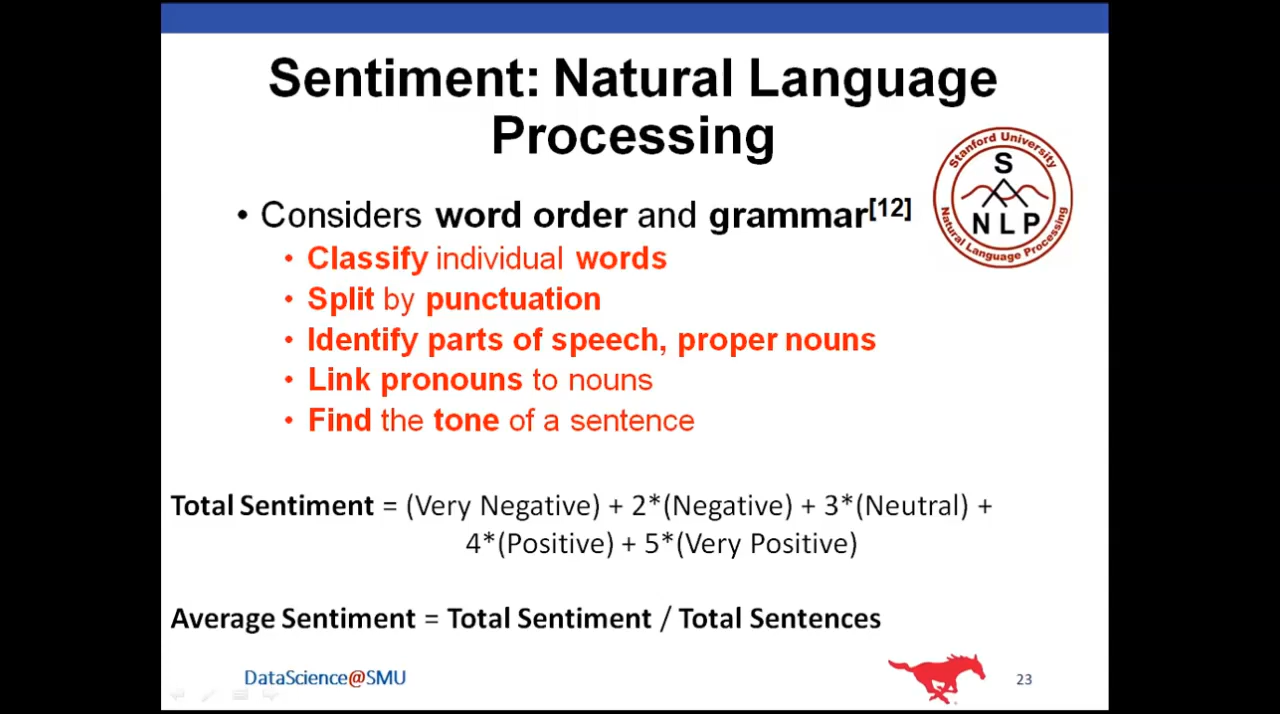 Sentiment: Natural Language
Processing
Stanford University
S
NLP
Natural Language Processing
• Considers word order and grammar[12]
• Classify individual words
• Split by punctuation
• Identify parts of speech, proper nouns
• Link pronouns to nouns
• Find the tone of a sentence
Total Sentiment = (Very Negative) + 2*(Negative) + 3*(Neutral) +
4*(Positive) + 5*(Very Positive)
Average Sentiment = Total Sentiment / Total Sentences
DataScience@SMU
23